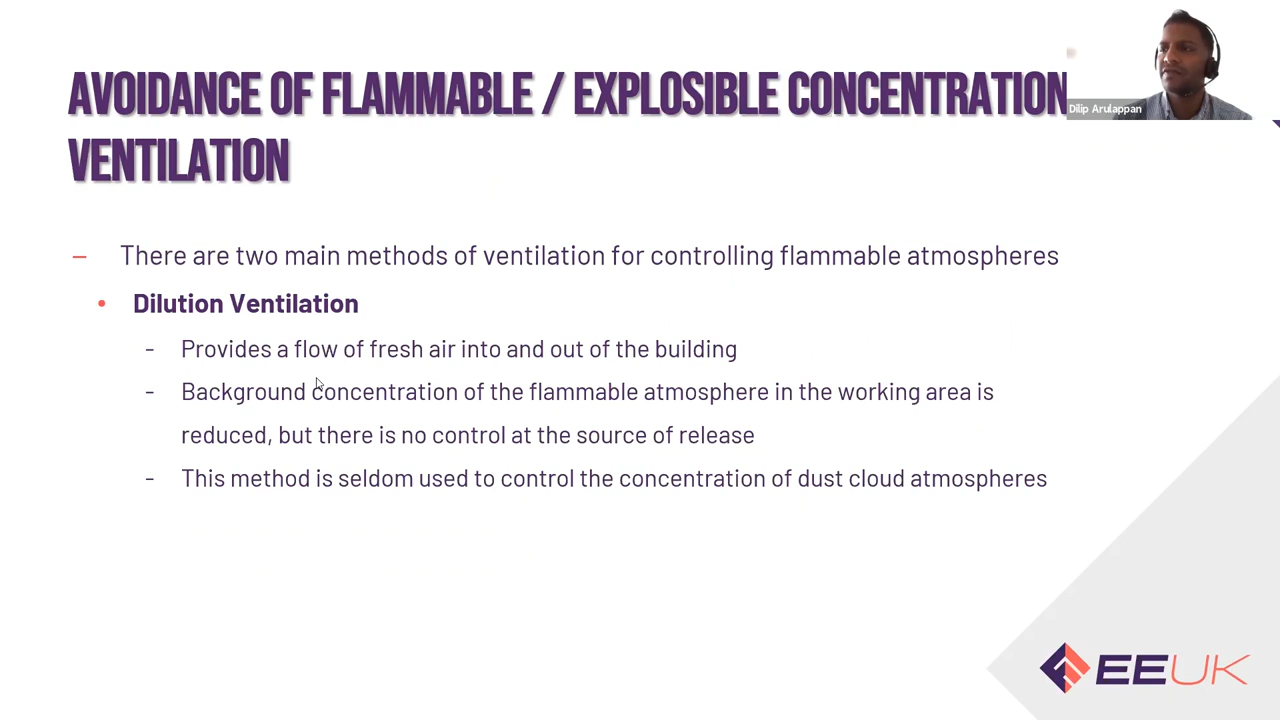 AVOIDANCE OF FLAMMABLE / EXPLOSIBLE CONCENTRATION
VENTILATION
Dilip Arulappan
– There are two main methods of ventilation for controlling flammable atmospheres
• Dilution Ventilation
- Provides a flow of fresh air into and out of the building
- Background concentration of the flammable atmosphere in the working area is
reduced, but there is no control at the source of release
- This method is seldom used to control the concentration of dust cloud atmospheres
EEUK